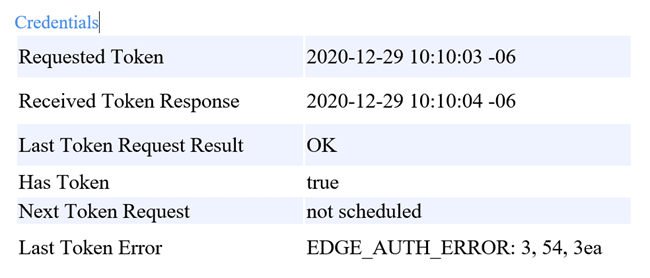 Credentials
Requested Token 2020-12-29 10:10:03 -06
Received Token Response 2020-12-29 10:10:04 -06
Last Token Request Result OK
Has Token true
Next Token Request not scheduled
Last Token Error EDGE_AUTH_ERROR: 3, 54, 3ea